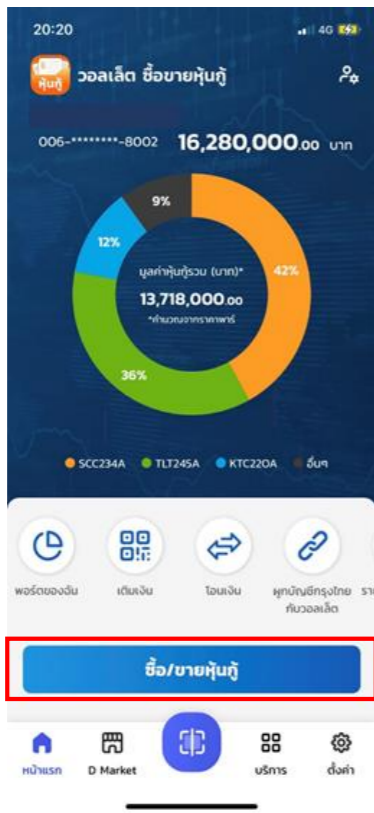 20:20
4G
หุ้นกู้
วอลเล็ต ซื้อขายหุ้นกู้
006-********-8002 16,280,000.00 บาท
9%
12%
42%
36%
มูลค่าหุ้นกู้รวม (บาท)*
13,718,000.00
*คำนวณจากราคาพาร์
SCC234A TLT245A KTC220A อื่นๆ
พอร์ตของฉัน เติมเงิน โอนเงิน ผูกบัญชีกรุงไทย
กับวอลเล็ต
ซื้อ/ขายหุ้นกู้
หน้าแรก D Market บริการ ตั้งค่า